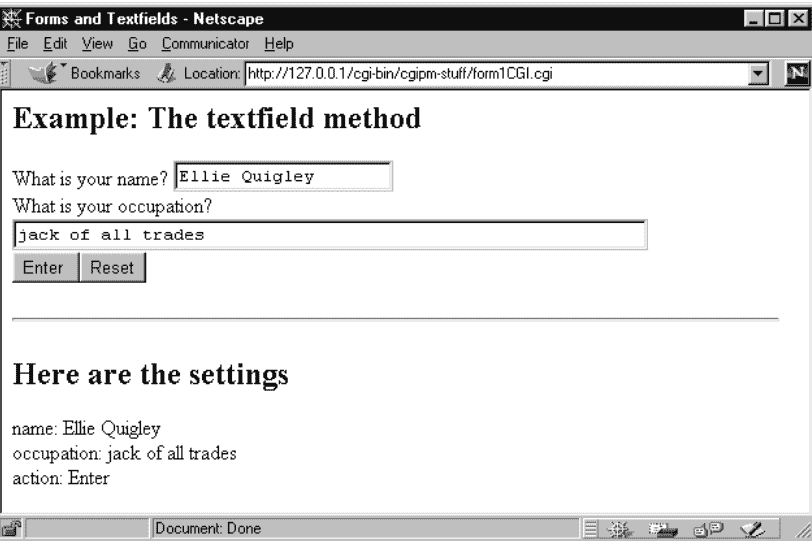 Forms and Textfields - Netscape
File Edit View Go Communicator Help
Bookmarks Location: http://127.0.0.1/cgi-bin/cgipm-stuff/form1CGI.cgi N
Example: The textfield method
What is your name? Ellie Quigley
What is your occupation?
jack of all trades
Enter Reset
Here are the settings
name: Ellie Quigley
occupation: jack of all trades
action: Enter
Document: Done